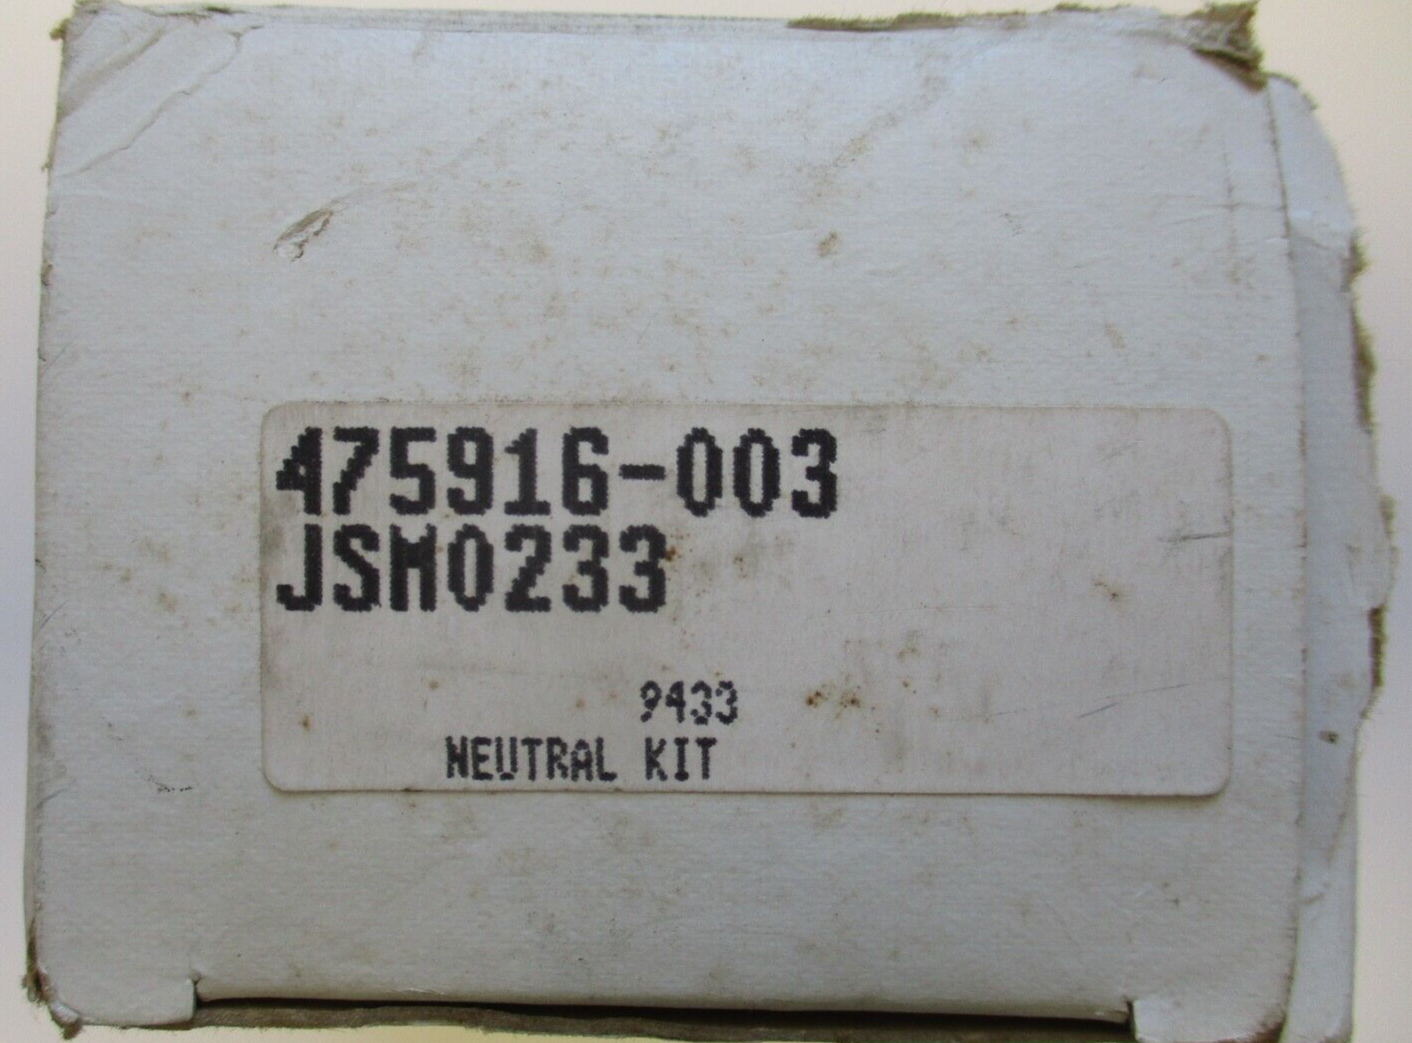 475916-003
JSM0233
9433
NEUTRAL KIT